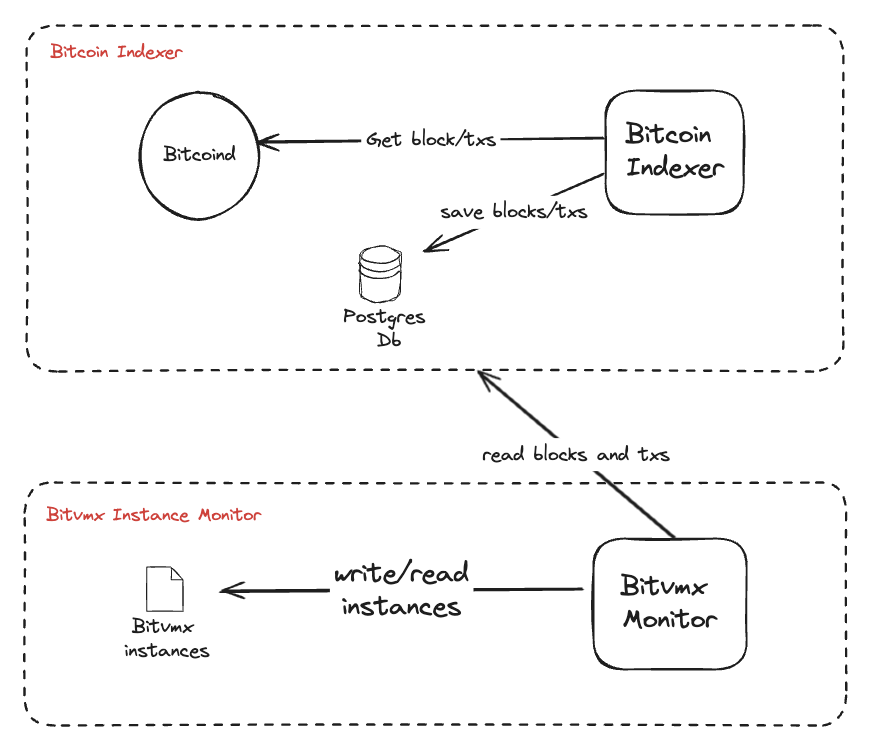 Bitcoin Indexer
Bitcoind
Get block/txs
Bitcoin
Indexer
save blocks/txs
Postgres
Db
read blocks and txs
Bitvmx Instance Monitor
Bitvmx
instances
write/read
instances
Bitvmx
Monitor